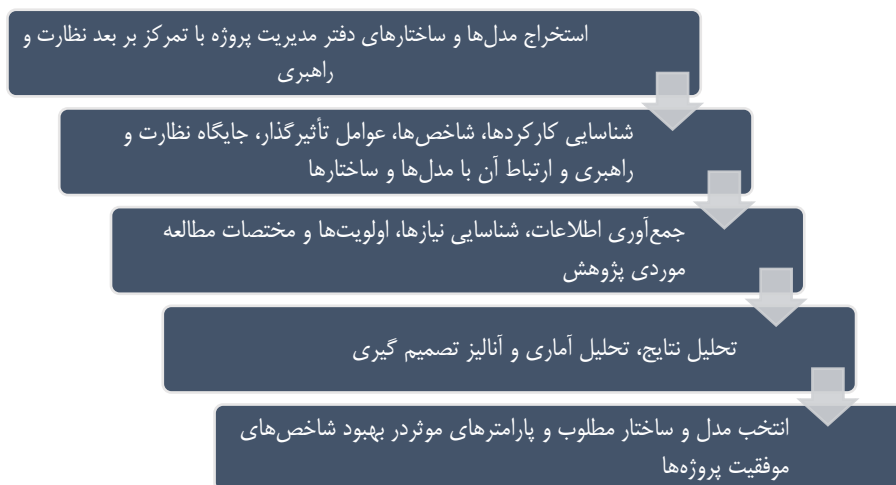 استخراج مدل‌ها و ساختارهای دفتر مدیریت پروژه با تمرکز بر بعد نظارت و
راهبری
شناسایی کارکردها، شاخص‌ها، عوامل تأثیرگذار، جایگاه نظارت و
راهبری و ارتباط آن با مدل‌ها و ساختارها
جمع‌آوری اطلاعات، شناسایی نیازها، اولویت‌ها و مختصات مطالعه
موردی پژوهش
تحلیل نتایج، تحلیل آماری و آنالیز تصمیم گیری
انتخب مدل و ساختار مطلوب و پارامترهای موثردر بهبود شاخص‌های
موفقیت پروژه‌ها